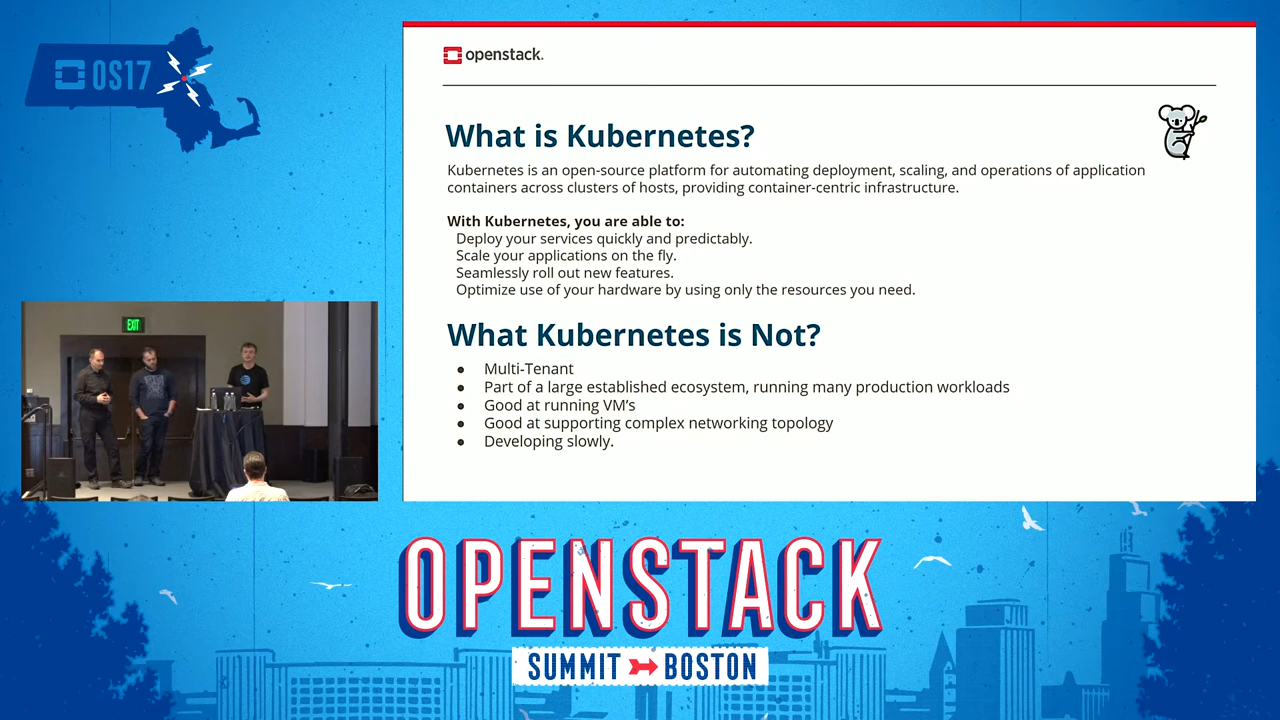 OS17
openstack.
What is Kubernetes?
Kubernetes is an open-source platform for automating deployment, scaling, and operations of application
containers across clusters of hosts, providing container-centric infrastructure.
With Kubernetes, you are able to:
Deploy your services quickly and predictably.
Scale your applications on the fly.
Seamlessly roll out new features.
Optimize use of your hardware by using only the resources you need.
What Kubernetes is Not?
● Multi-Tenant
● Part of a large established ecosystem, running many production workloads
● Good at running VM’s
● Good at supporting complex networking topology
● Developing slowly.
EXIT
OPENSTACK
SUMMIT BOSTON